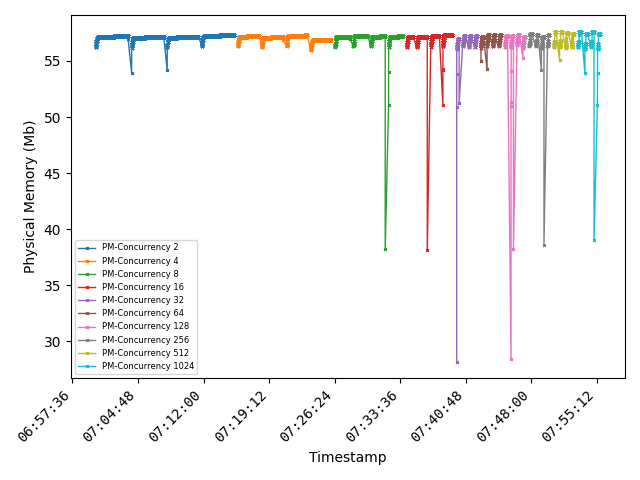 Physical Memory (Mb)
55
50
45
40
35
30
PM-Concurrency 2
PM-Concurrency 4
PM-Concurrency 8
PM-Concurrency 16
PM-Concurrency 32
PM-Concurrency 64
PM-Concurrency 128
PM-Concurrency 256
PM-Concurrency 512
PM-Concurrency 1024
06:57:36
07:04:48
07:12:00
07:19:12
07:26:24
07:33:36
07:40:48
07:48:00
07:55:12
Timestamp